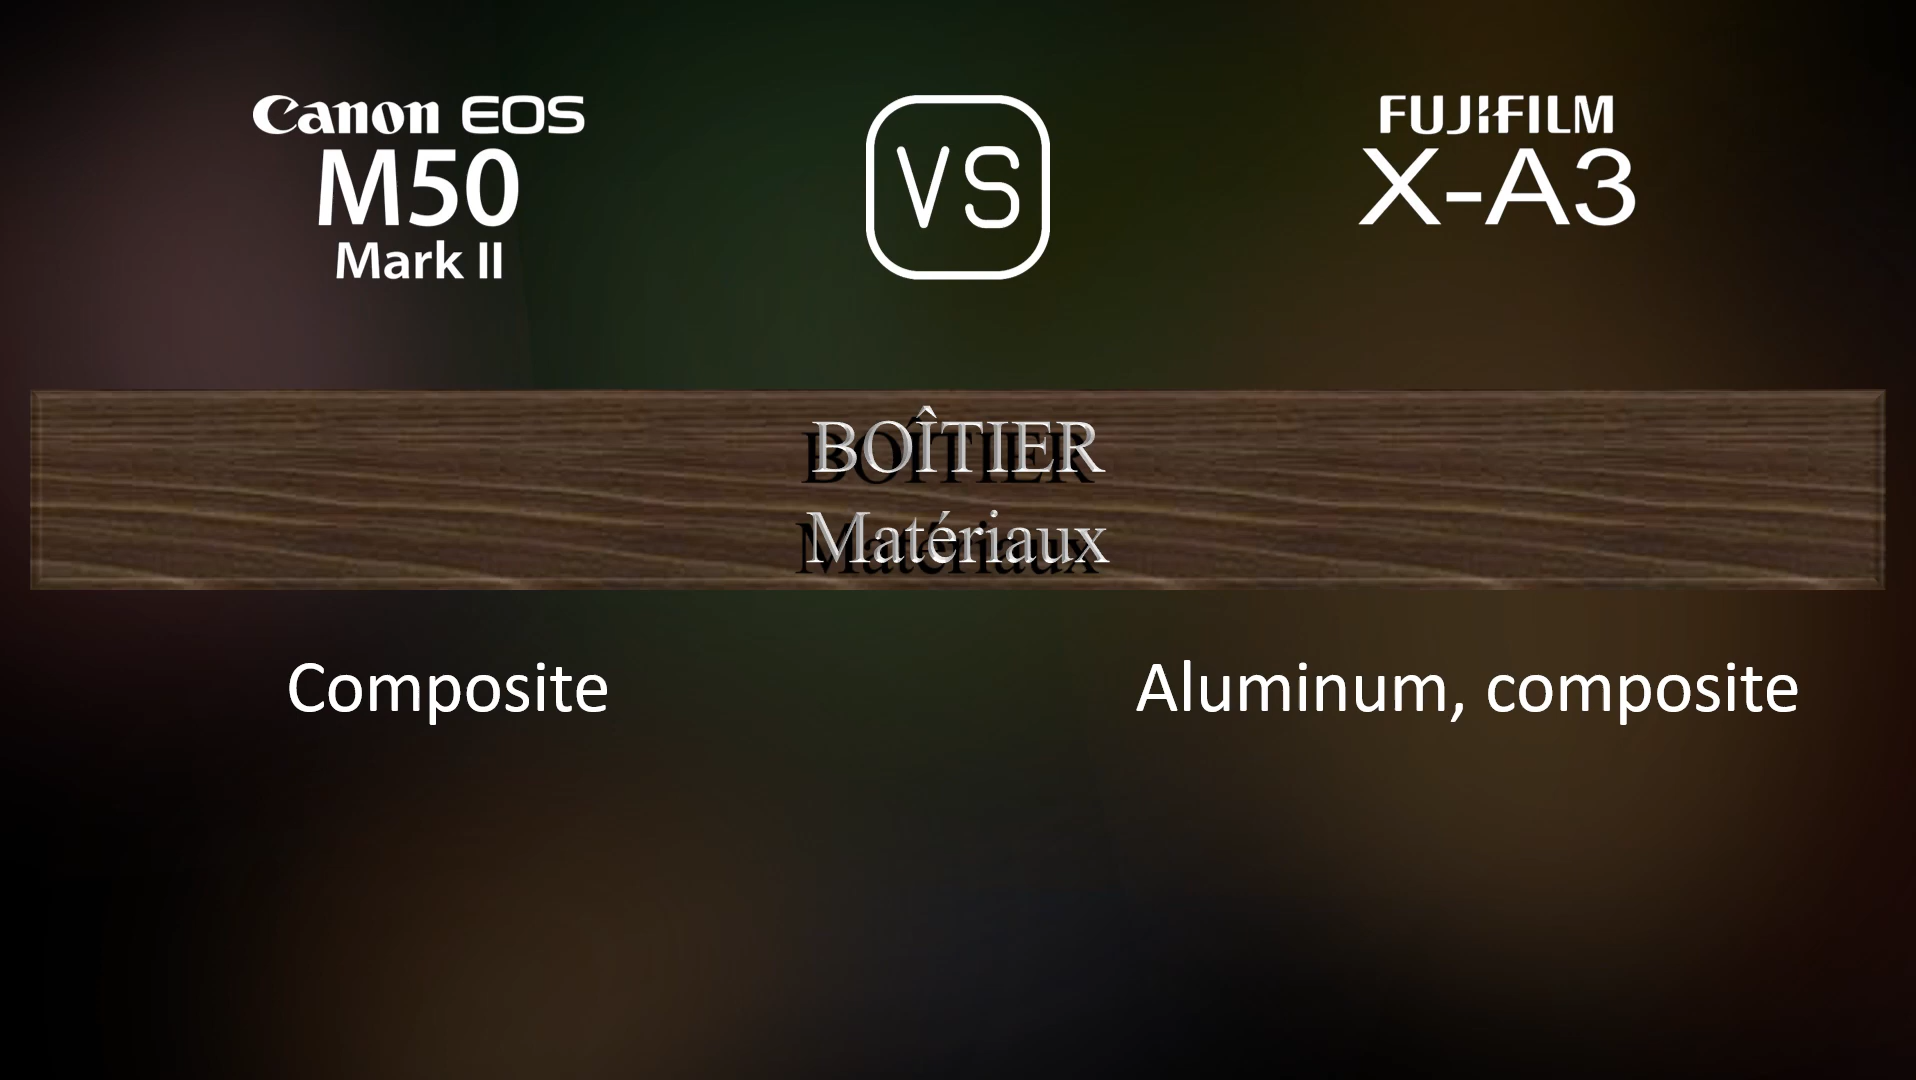 Canon EOS
M50
Mark II
VS
FUJIFILM
X-A3
BOÎTIER
Matériaux
Composite
Aluminum, composite